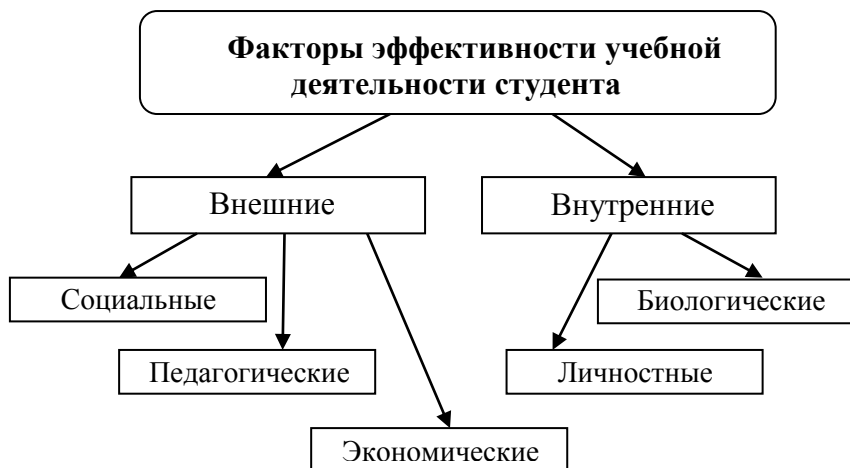 Факторы эффективности учебной
деятельности студента
Внешние
Внутренние
Социальные
Биологические
Педагогические
Личностные
Экономические